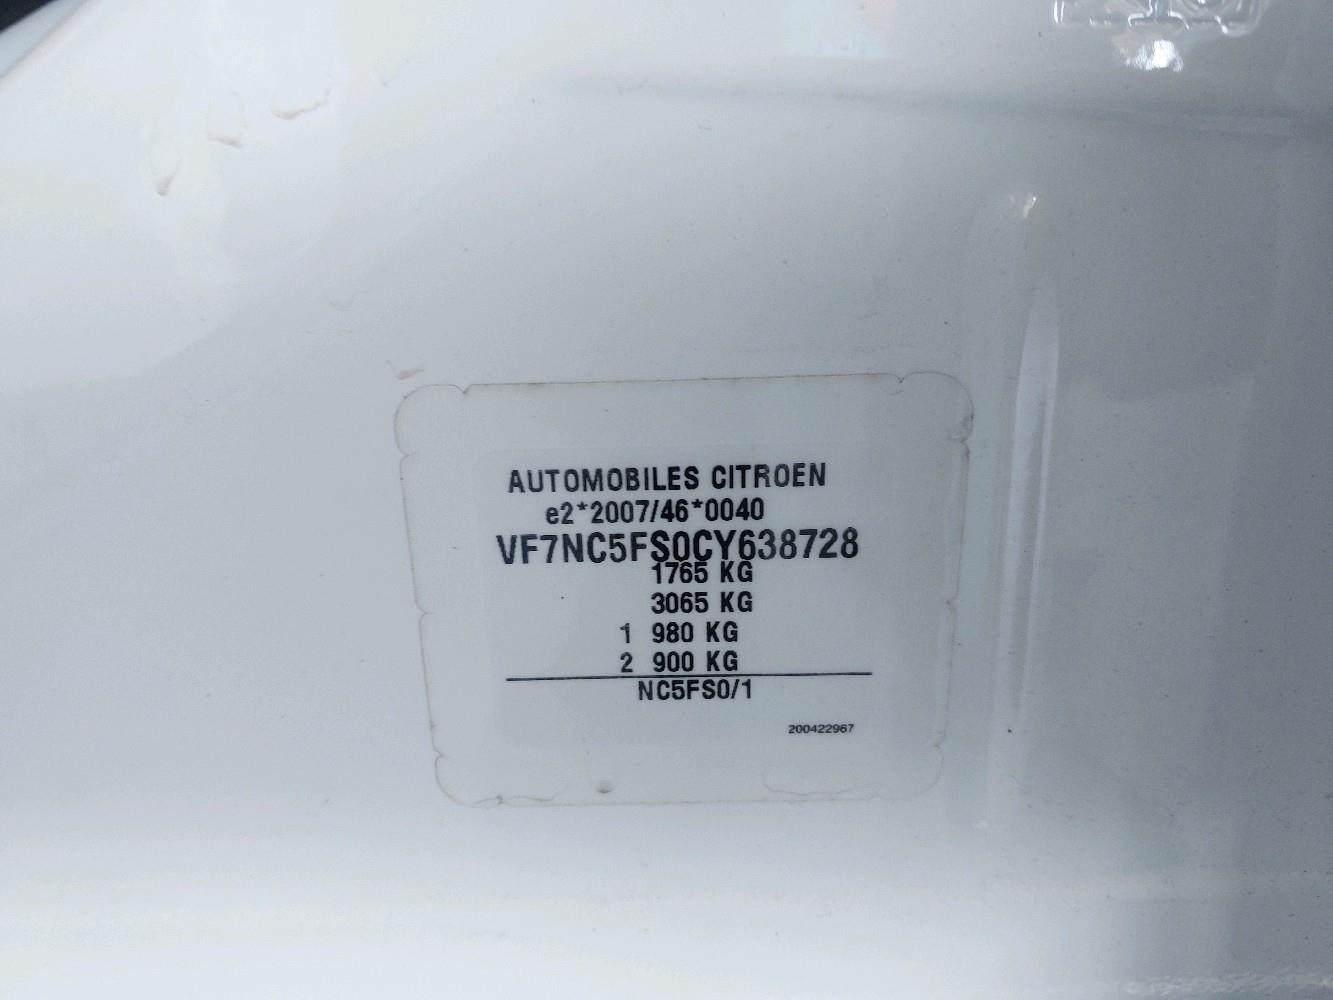 AUTOMOBILES CITROEN
e2*2007/46*0040
VF7NC5FS0CY638728
1765 KG
3065 KG
1 980 KG
2 900 KG
NC5FS0/1
200422967